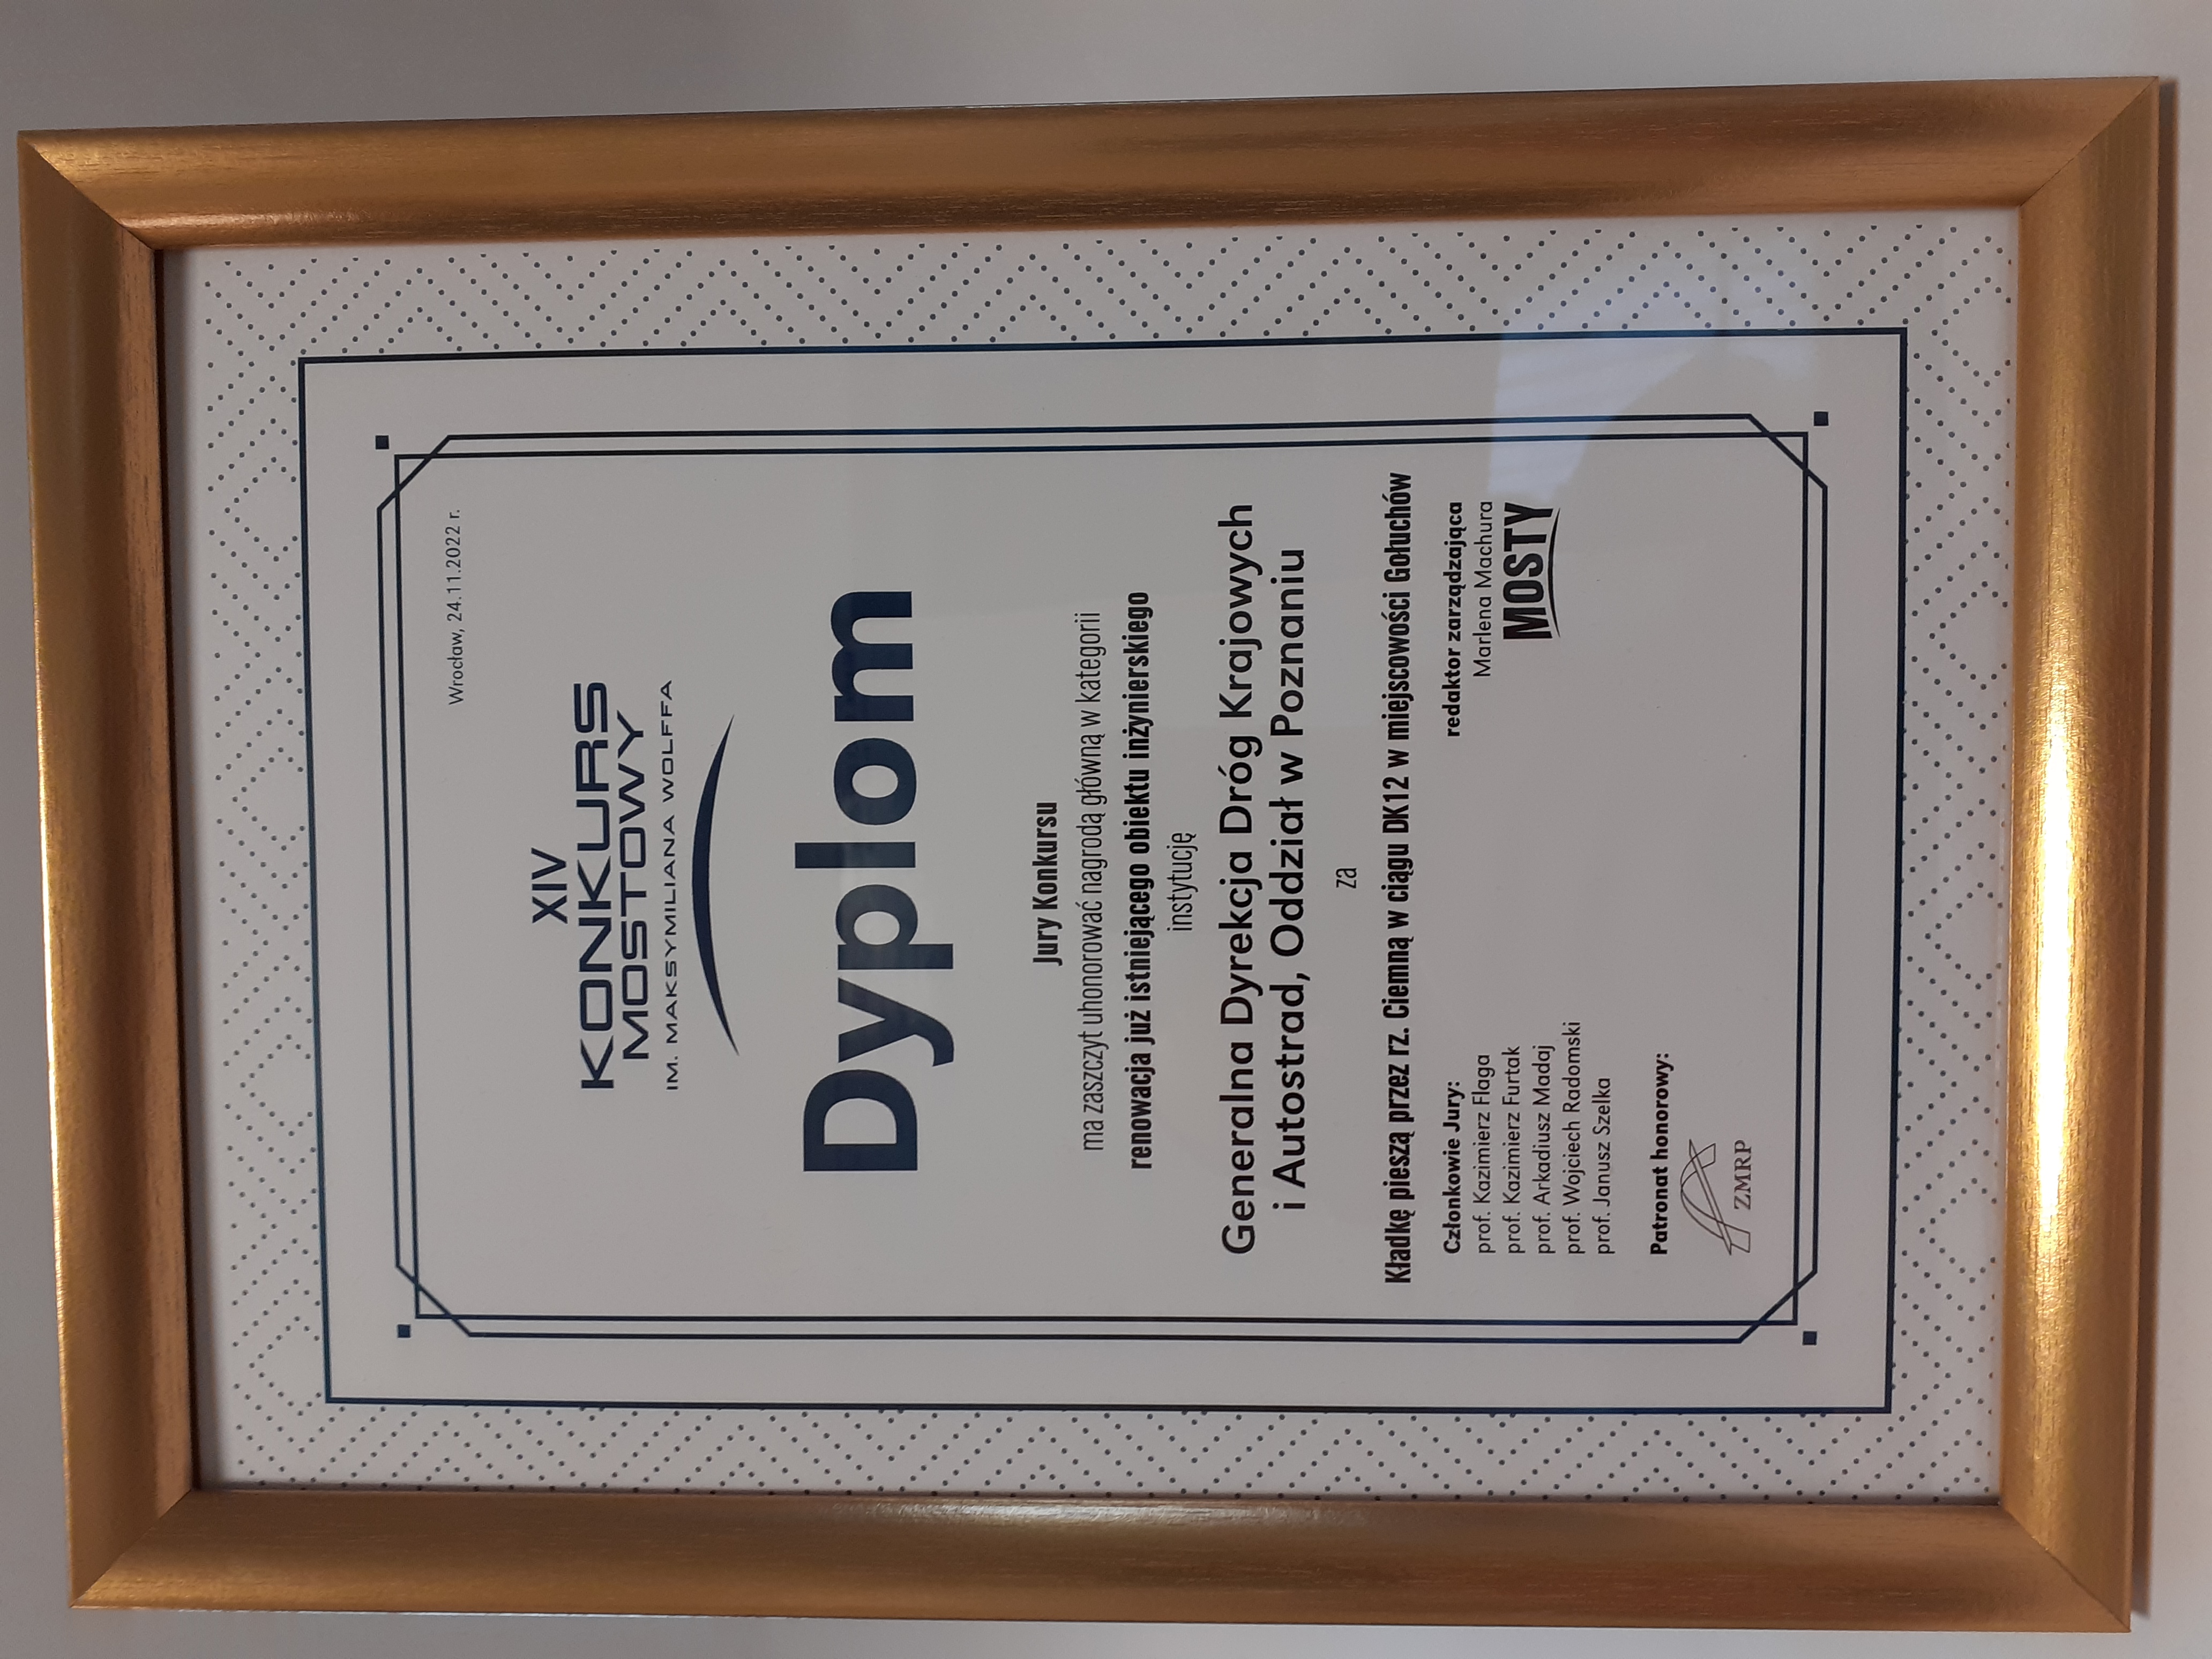 Wrocław, 24.11.2022 r.
XIV
KONKURS
MOSTOWY
IM. MAKSYMILIANA WOLFFA
Dyplom
Jury Konkursu
ma zaszczyt uhonorować nagrodą główną w kategorii
renowacja już istniejącego obiektu inżynierskiego
instytucję
Generalna Dyrekcja Dróg Krajowych
i Autostrad, Oddział w Poznaniu
za
Kładkę pieszą przez rz. Ciemną w ciągu DK12 w miejscowości Gołuchów
Członkowie Jury:
prof. Kazimierz Flaga
prof. Kazimierz Furtak
prof. Arkadiusz Madaj
prof. Wojciech Radomski
prof. Janusz Szelka
redaktor zarządzająca
Marlena Machura
MOSTY
Patronat honorowy:
ZMRP